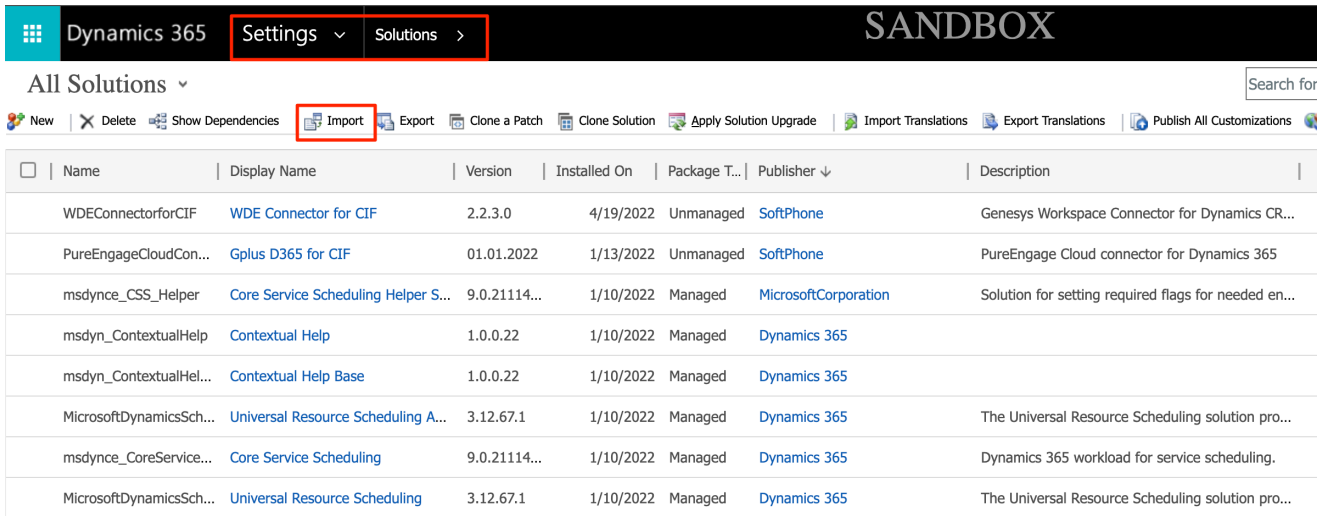 Dynamics 365 Settings Solutions SANDBOX
All Solutions Search for
New Delete Show Dependencies Import Export Clone a Patch Clone Solution Apply Solution Upgrade Import Translations Export Translations Publish All Customizations
Name Display Name Version Installed On Package T... Publisher Description
WDEConnectorforCIF WDE Connector for CIF 2.2.3.0 4/19/2022 Unmanaged SoftPhone Genesys Workspace Connector for Dynamics CR...
PureEngageCloudCon... Gplus D365 for CIF 01.01.2022 1/13/2022 Unmanaged SoftPhone PureEngage Cloud connector for Dynamics 365
msdynce_CSS_Helper Core Service Scheduling Helper S... 9.0.21114... 1/10/2022 Managed MicrosoftCorporation Solution for setting required flags for needed en...
msdyn_ContextualHelp Contextual Help 1.0.0.22 1/10/2022 Managed Dynamics 365
msdyn_ContextualHel... Contextual Help Base 1.0.0.22 1/10/2022 Managed Dynamics 365
MicrosoftDynamicsSch... Universal Resource Scheduling A... 3.12.67.1 1/10/2022 Managed Dynamics 365 The Universal Resource Scheduling solution pro...
msdynce_CoreService... Core Service Scheduling 9.0.21114... 1/10/2022 Managed Dynamics 365 Dynamics 365 workload for service scheduling.
MicrosoftDynamicsSch... Universal Resource Scheduling 3.12.67.1 1/10/2022 Managed Dynamics 365 The Universal Resource Scheduling solution pro...